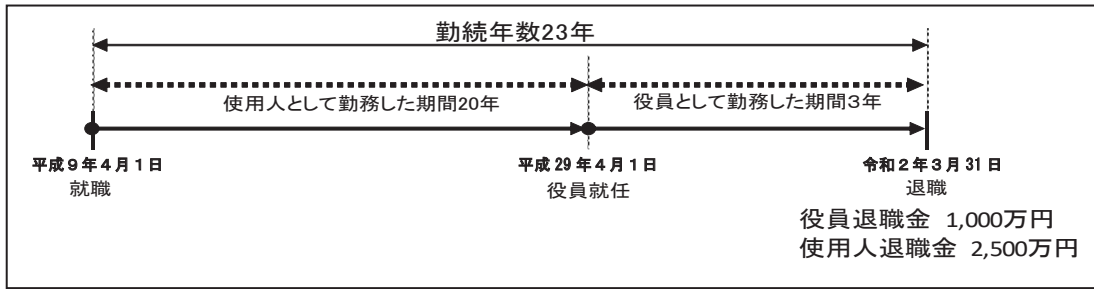 勤続年数23年
使用人として勤務した期間20年
役員として勤務した期間3年
平成9年4月1日
就職
平成29年4月1日
役員就任
令和2年3月31日
退職
役員退職金 1,000万円
使用人退職金 2,500万円